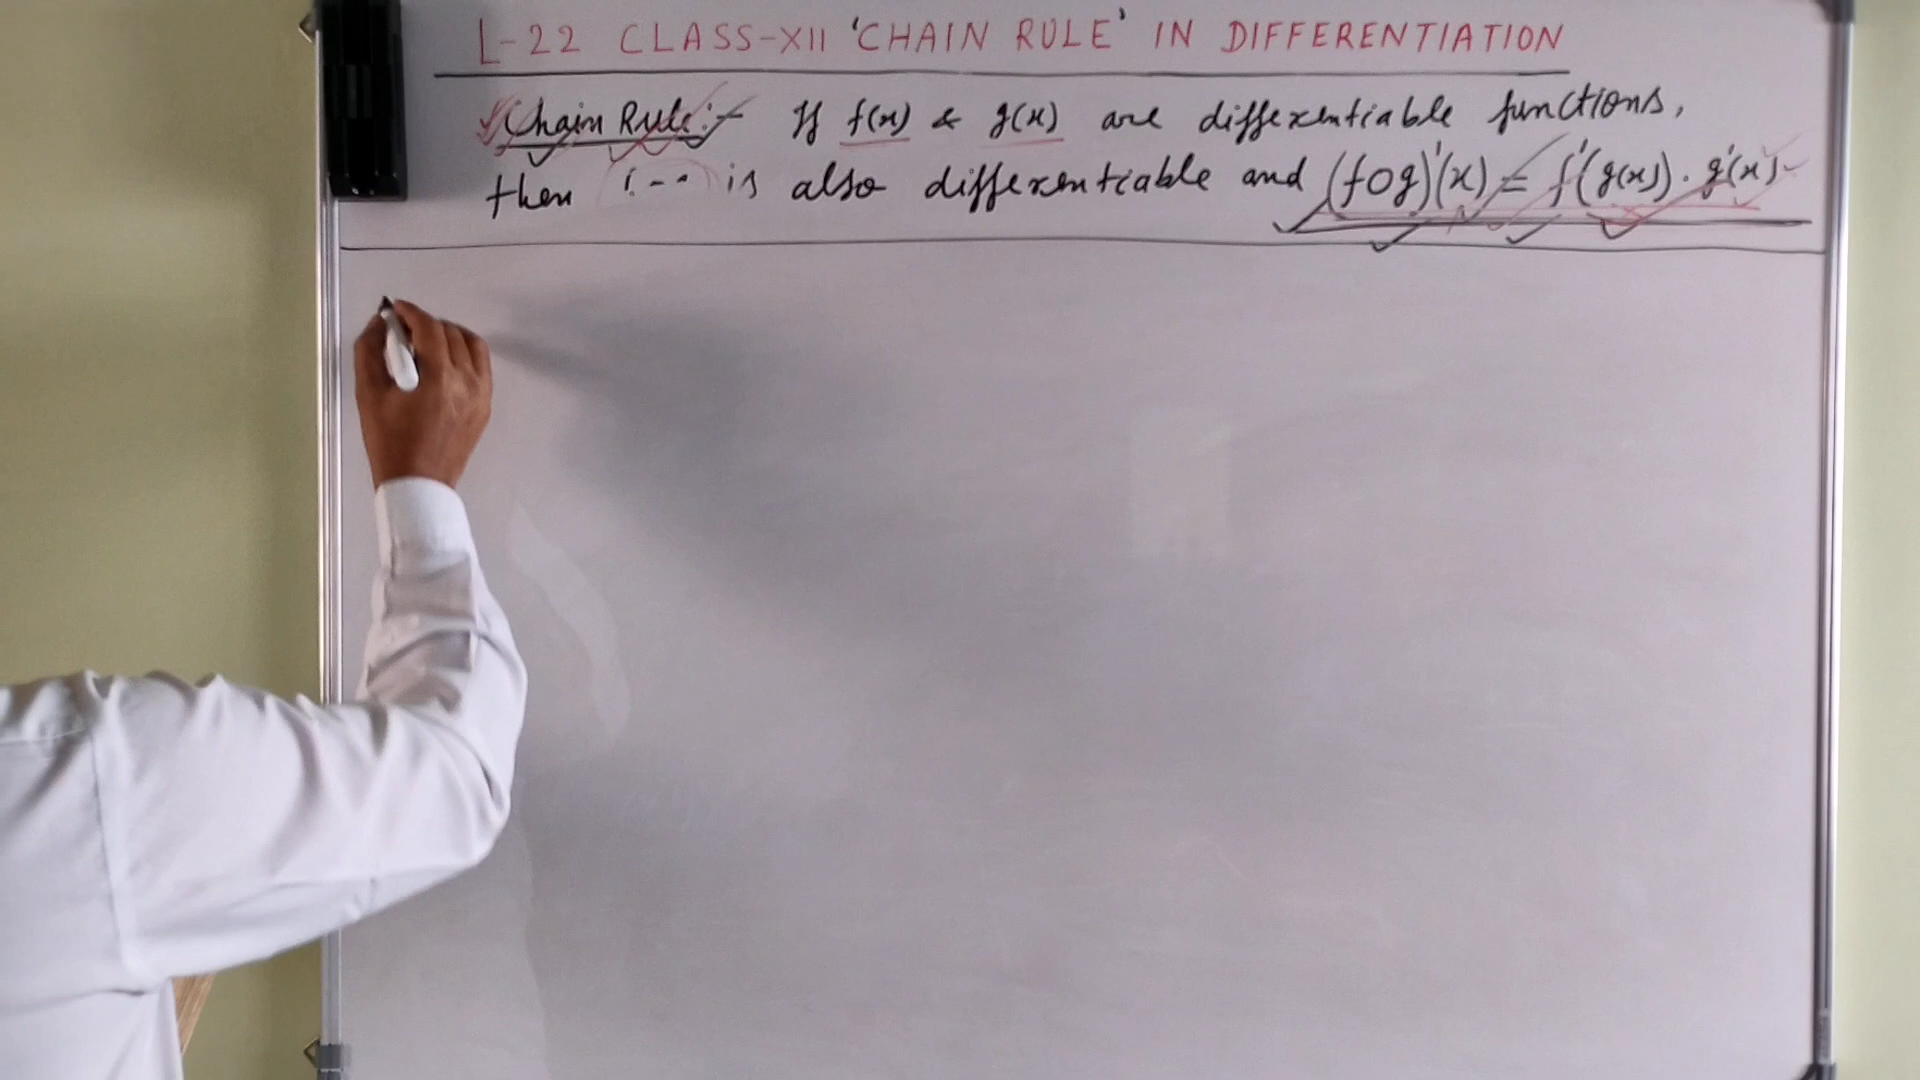 L-22 CLASS-XII 'CHAIN RULE' IN DIFFERENTIATION
Chain Rule:- If f(x) & g(x) are differentiable functions,
then is also differentiable and (fog)'(x) = f'(g(x)). g'(x)